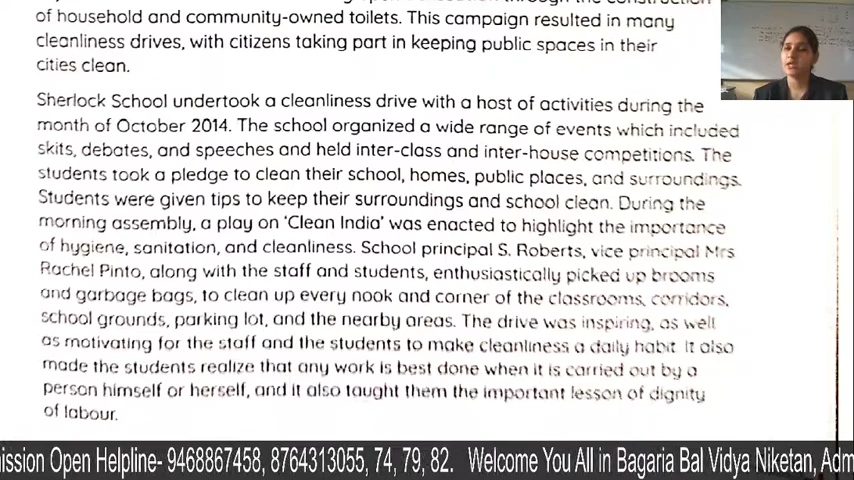 of household and community-owned toilets. This campaign resulted in many
cleanliness drives, with citizens taking part in keeping public spaces in their
cities clean.
Sherlock School undertook a cleanliness drive with a host of activities during the
month of October 2014. The school organized a wide range of events which included
skits, debates, and speeches and held inter-class and inter-house competitions. The
students took a pledge to clean their school, homes, public places, and surroundings.
Students were given tips to keep their surroundings and school clean. During the
morning assembly, a play on ‘Clean India’ was enacted to highlight the importance
of hygiene, sanitation, and cleanliness. School principal S. Roberts, vice principal Mrs
Rachel Pinto, along with the staff and students, enthusiastically picked up brooms
and garbage bags, to clean up every nook and corner of the classrooms, corridors,
school grounds, parking lot, and the nearby areas. The drive was inspiring, as well
as motivating for the staff and the students to make cleanliness a daily habit. It also
made the students realize that any work is best done when it is carried out by a
person himself or herself, and it also taught them the important lesson of dignity
of labour.
ission Open Helpline- 9468867458, 8764313055, 74, 79, 82. Welcome You All in Bagaria Bal Vidya Niketan, Adm